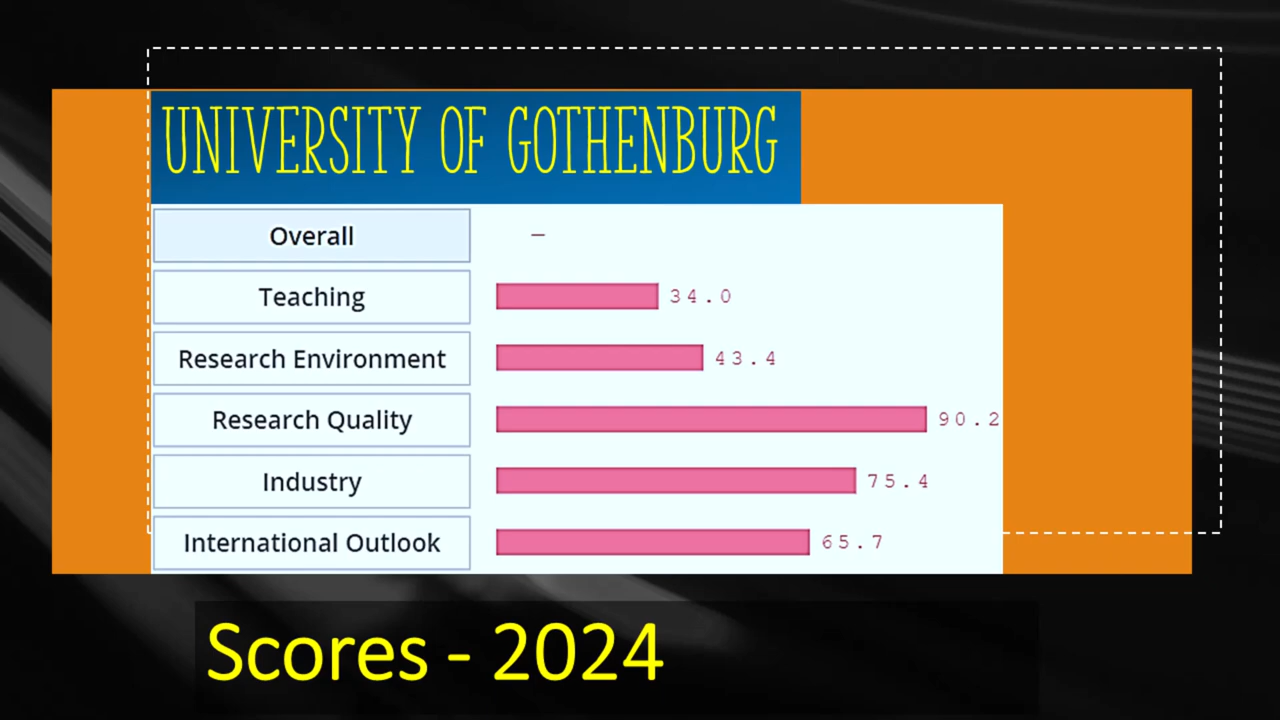 UNIVERSITY OF GOTHENBURG
Overall –
Teaching 34.0
Research Environment 43.4
Research Quality 90.2
Industry 75.4
International Outlook 65.7
Scores - 2024